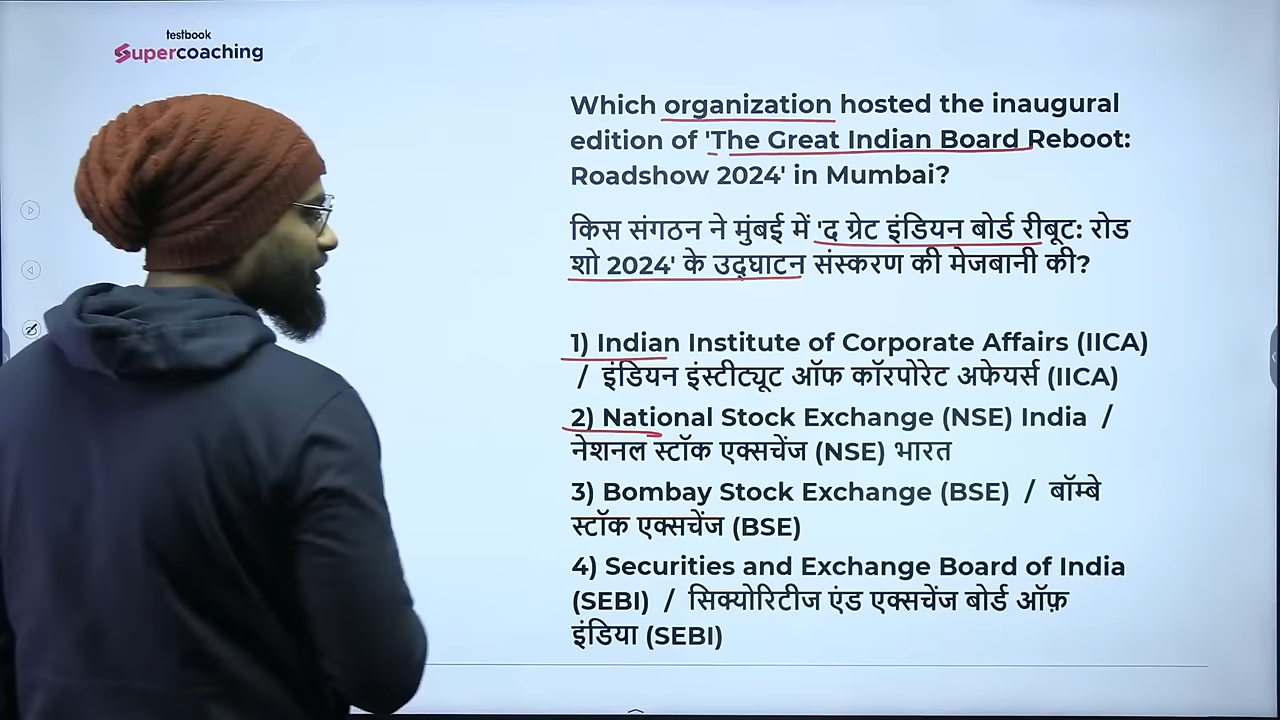 testbook
Supercoaching
Which organization hosted the inaugural
edition of 'The Great Indian Board Reboot:
Roadshow 2024' in Mumbai?
किस संगठन ने मुंबई में 'द ग्रेट इंडियन बोर्ड रीबूट: रोड
शो 2024' के उद्घाटन संस्करण की मेजबानी की?
1) Indian Institute of Corporate Affairs (IICA)
/ इंडियन इंस्टीट्यूट ऑफ कॉरपोरेट अफेयर्स (IICA)
2) National Stock Exchange (NSE) India /
नेशनल स्टॉक एक्सचेंज (NSE) भारत
3) Bombay Stock Exchange (BSE) / बॉम्बे
स्टॉक एक्सचेंज (BSE)
4) Securities and Exchange Board of India
(SEBI) / सिक्योरिटीज एंड एक्सचेंज बोर्ड ऑफ़
इंडिया (SEBI)